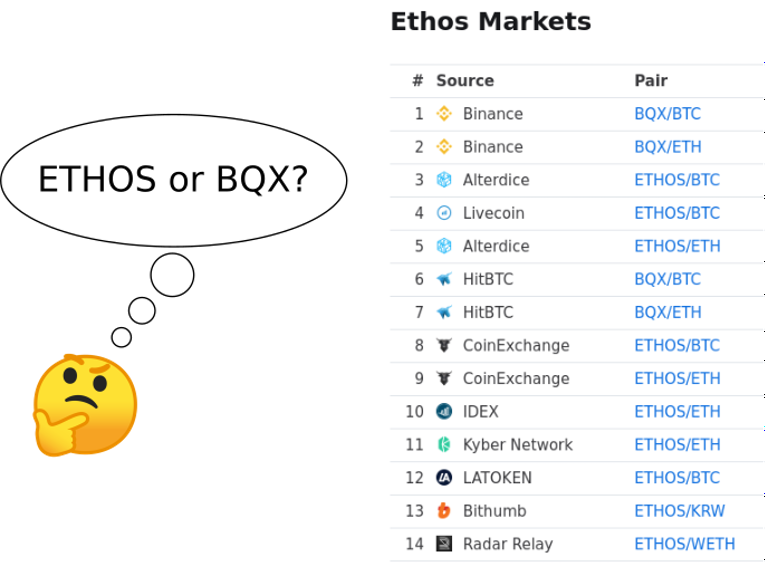 ETHOS or BQX?
Ethos Markets
# Source Pair
1 Binance BQX/BTC
2 Binance BQX/ETH
3 Alterdice ETHOS/BTC
4 Livecoin ETHOS/BTC
5 Alterdice ETHOS/ETH
6 HitBTC BQX/BTC
7 HitBTC BQX/ETH
8 CoinExchange ETHOS/BTC
9 CoinExchange ETHOS/ETH
10 IDEX ETHOS/ETH
11 Kyber Network ETHOS/ETH
12 LATOKEN ETHOS/BTC
13 Bithumb ETHOS/KRW
14 Radar Relay ETHOS/WETH